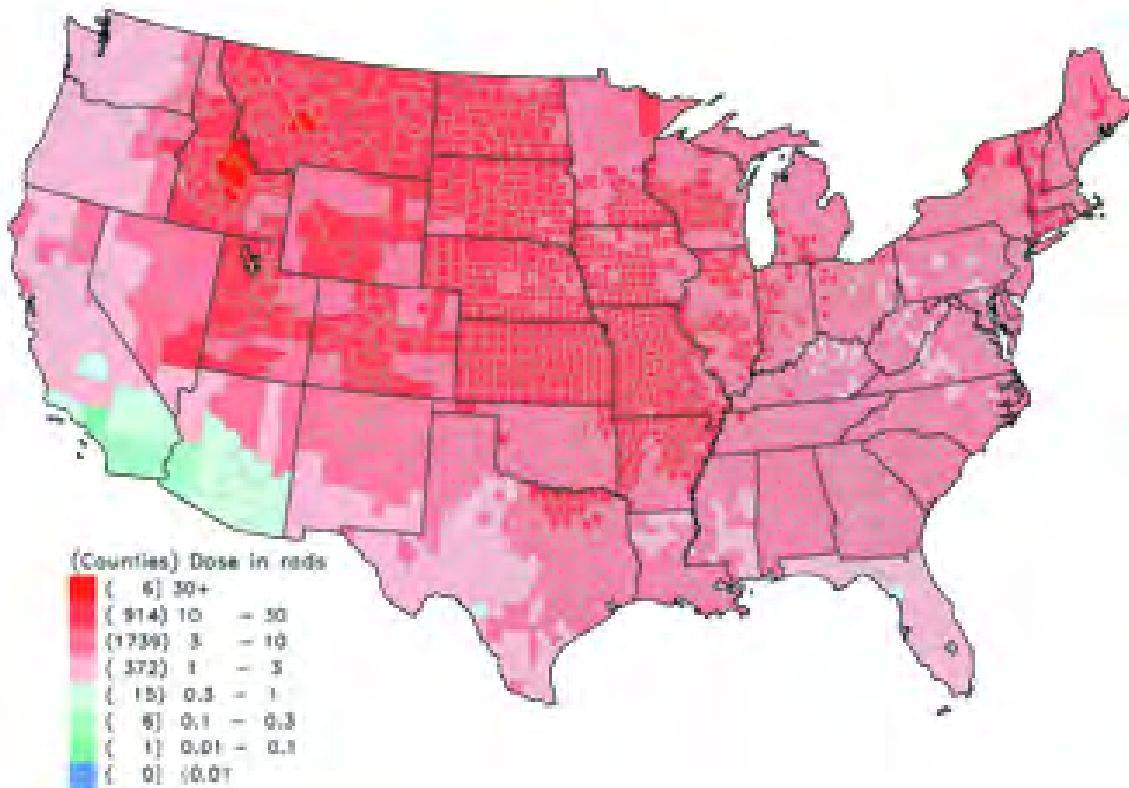 (Counties) Dose in rads
( 6) 30+
( 914) 10 - 30
(1739) 3 - 10
( 372) 1 - 3
( 15) 0.3 - 1
( 6) 0.1 - 0.3
( 1) 0.01 - 0.1
( 0) <0.01